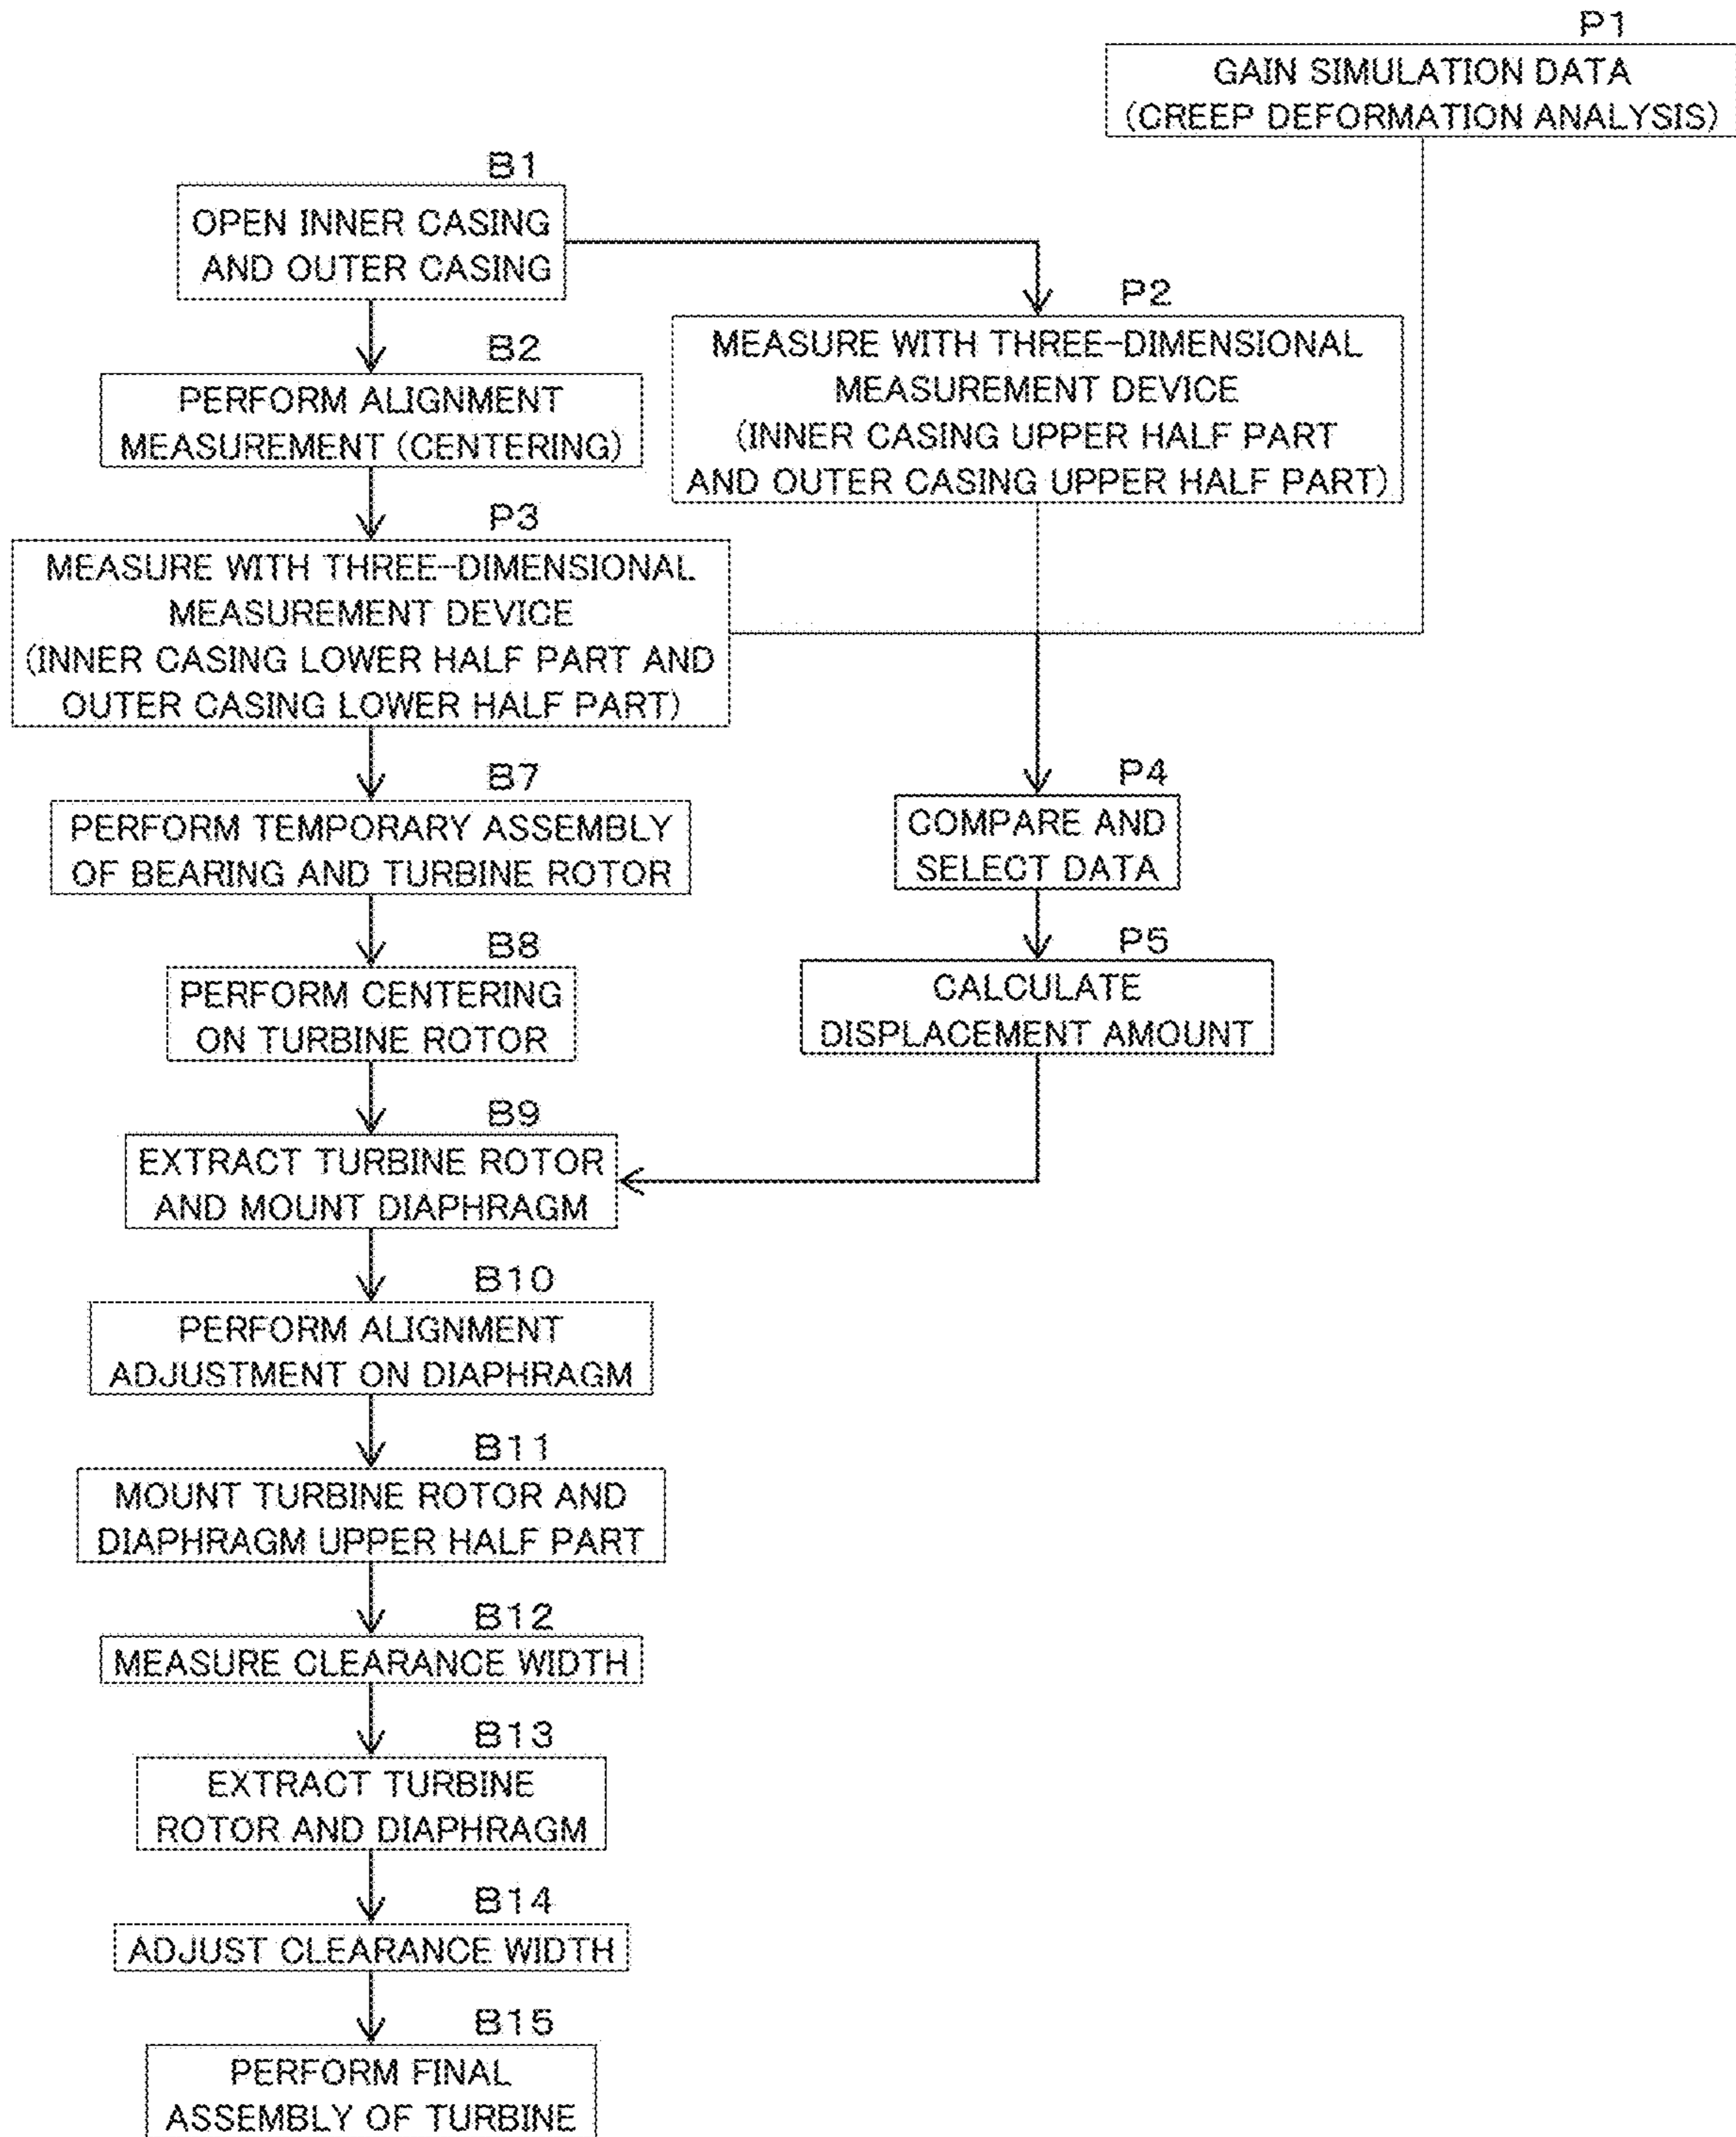 P1
GAIN SIMULATION DATA
(CREEP DEFORMATION ANALYSIS)
B1
OPEN INNER CASING
AND OUTER CASING
P2
MEASURE WITH THREE-DIMENSIONAL
MEASUREMENT DEVICE
(INNER CASING UPPER HALF PART
AND OUTER CASING UPPER HALF PART)
B2
PERFORM ALIGNMENT
MEASUREMENT (CENTERING)
P3
MEASURE WITH THREE-DIMENSIONAL
MEASUREMENT DEVICE
(INNER CASING LOWER HALF PART AND
OUTER CASING LOWER HALF PART)
B7
PERFORM TEMPORARY ASSEMBLY
OF BEARING AND TURBINE ROTOR
P4
COMPARE AND
SELECT DATA
B8
PERFORM CENTERING
ON TURBINE ROTOR
P5
CALCULATE
DISPLACEMENT AMOUNT
B9
EXTRACT TURBINE ROTOR
AND MOUNT DIAPHRAGM
B10
PERFORM ALIGNMENT
ADJUSTMENT ON DIAPHRAGM
B11
MOUNT TURBINE ROTOR AND
DIAPHRAGM UPPER HALF PART
B12
MEASURE CLEARANCE WIDTH
B13
EXTRACT TURBINE
ROTOR AND DIAPHRAGM
B14
ADJUST CLEARANCE WIDTH
B15
PERFORM FINAL
ASSEMBLY OF TURBINE